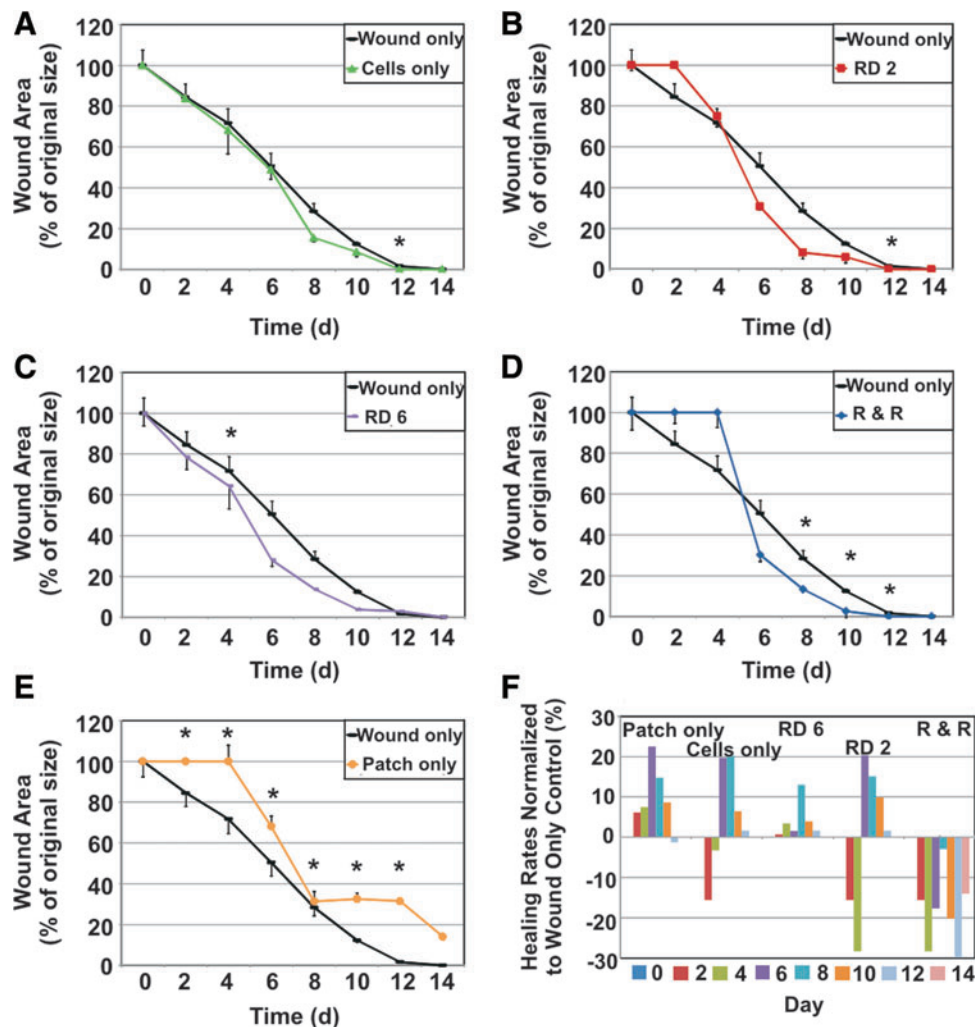 A
120
100
80
60
40
20
0
Wound Area
(% of original size)
Wound only
Cells only
*
0 2 4 6 8 10 12 14
Time (d)
B
120
100
80
60
40
20
0
Wound Area
(% of original size)
Wound only
RD 2
*
0 2 4 6 8 10 12 14
Time (d)
C
120
100
80
60
40
20
0
Wound Area
(% of original size)
Wound only
RD 6
*
0 2 4 6 8 10 12 14
Time (d)
D
120
100
80
60
40
20
0
Wound Area
(% of original size)
Wound only
R & R
* * *
0 2 4 6 8 10 12 14
Time (d)
E
120
100
80
60
40
20
0
Wound Area
(% of original size)
Wound only
Patch only
* * * * * *
0 2 4 6 8 10 12 14
Time (d)
F
30
20
10
0
-10
-20
-30
Healing Rates Normalized
to Wound Only Control (%)
Patch only
Cells only
RD 6
RD 2
R & R
0 2 4 6 8 10 12 14
Day